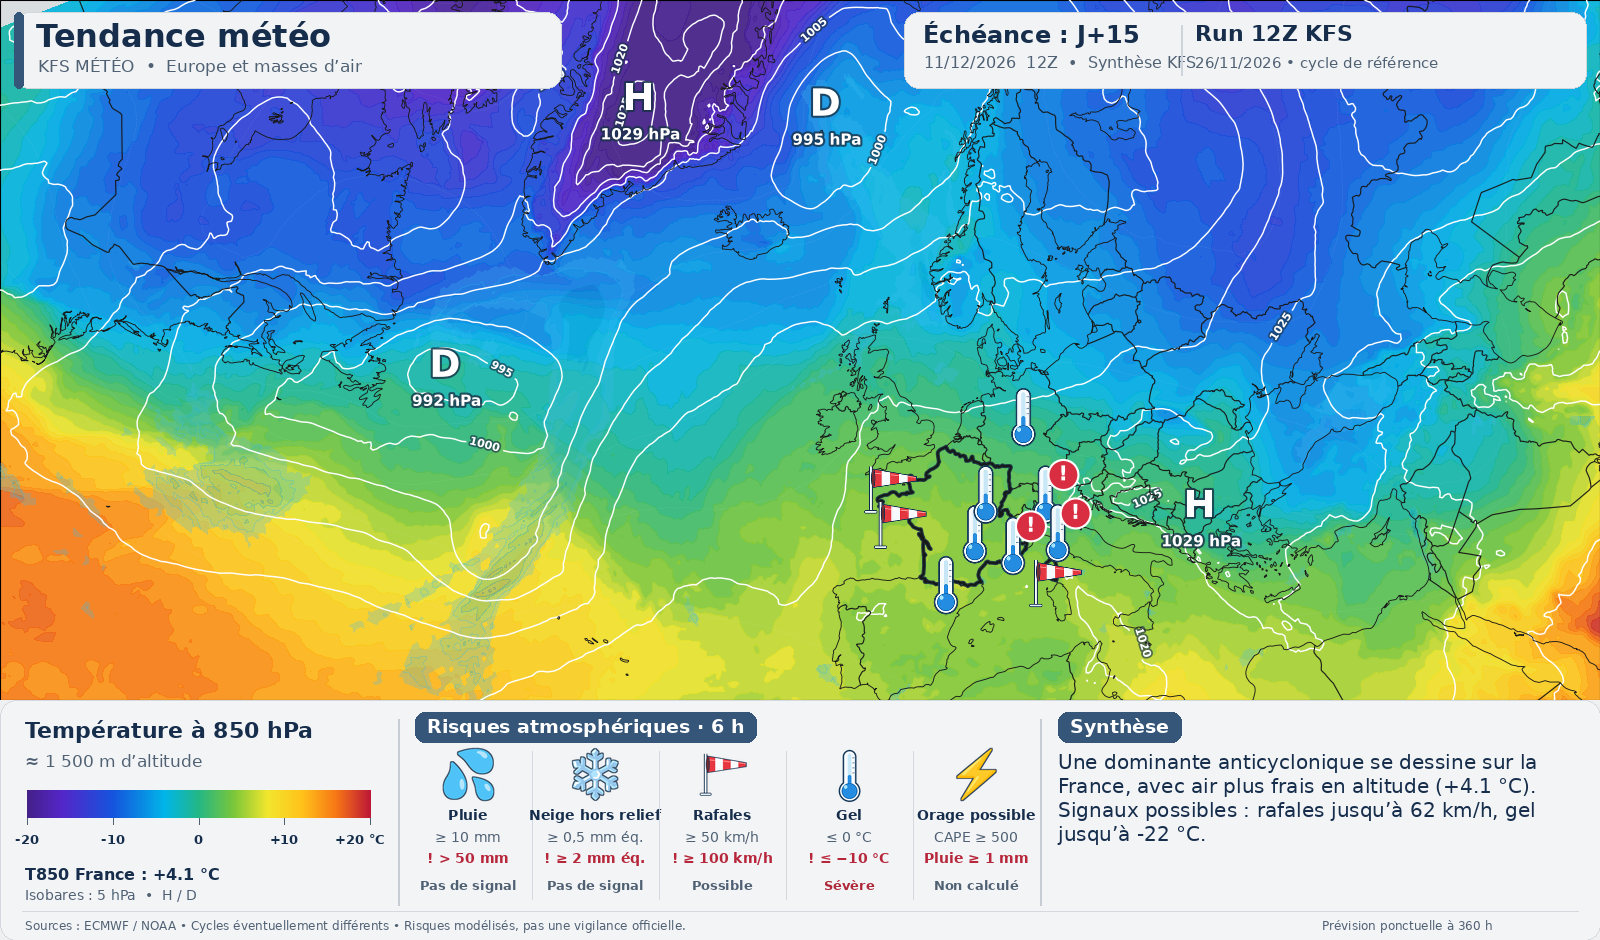 Tendance météo
KFS MÉTÉO • Europe et masses d’air
Échéance : J+15
11/12/2026 12Z • Synthèse KFS
Run 12Z KFS
26/11/2026 • cycle de référence
1005
1020
H
1029 hPa
D
995 hPa
1000
1025
D
995
992 hPa
1000
1025
H
1029 hPa
1020
Température à 850 hPa
≈ 1 500 m d’altitude
-20 -10 0 +10 +20 °C
T850 France : +4.1 °C
Isobares : 5 hPa • H / D
Risques atmosphériques · 6 h
Pluie
≥ 10 mm
! > 50 mm
Pas de signal
Neige hors relief
≥ 0,5 mm éq.
! ≥ 2 mm éq.
Pas de signal
Rafales
≥ 50 km/h
! ≥ 100 km/h
Possible
Gel
≤ 0 °C
! ≤ −10 °C
Sévère
Orage possible
CAPE ≥ 500
Pluie ≥ 1 mm
Non calculé
Synthèse
Une dominante anticyclonique se dessine sur la
France, avec air plus frais en altitude (+4.1 °C).
Signaux possibles : rafales jusqu’à 62 km/h, gel
jusqu’à -22 °C.
Sources : ECMWF / NOAA • Cycles éventuellement différents • Risques modélisés, pas une vigilance officielle.
Prévision ponctuelle à 360 h